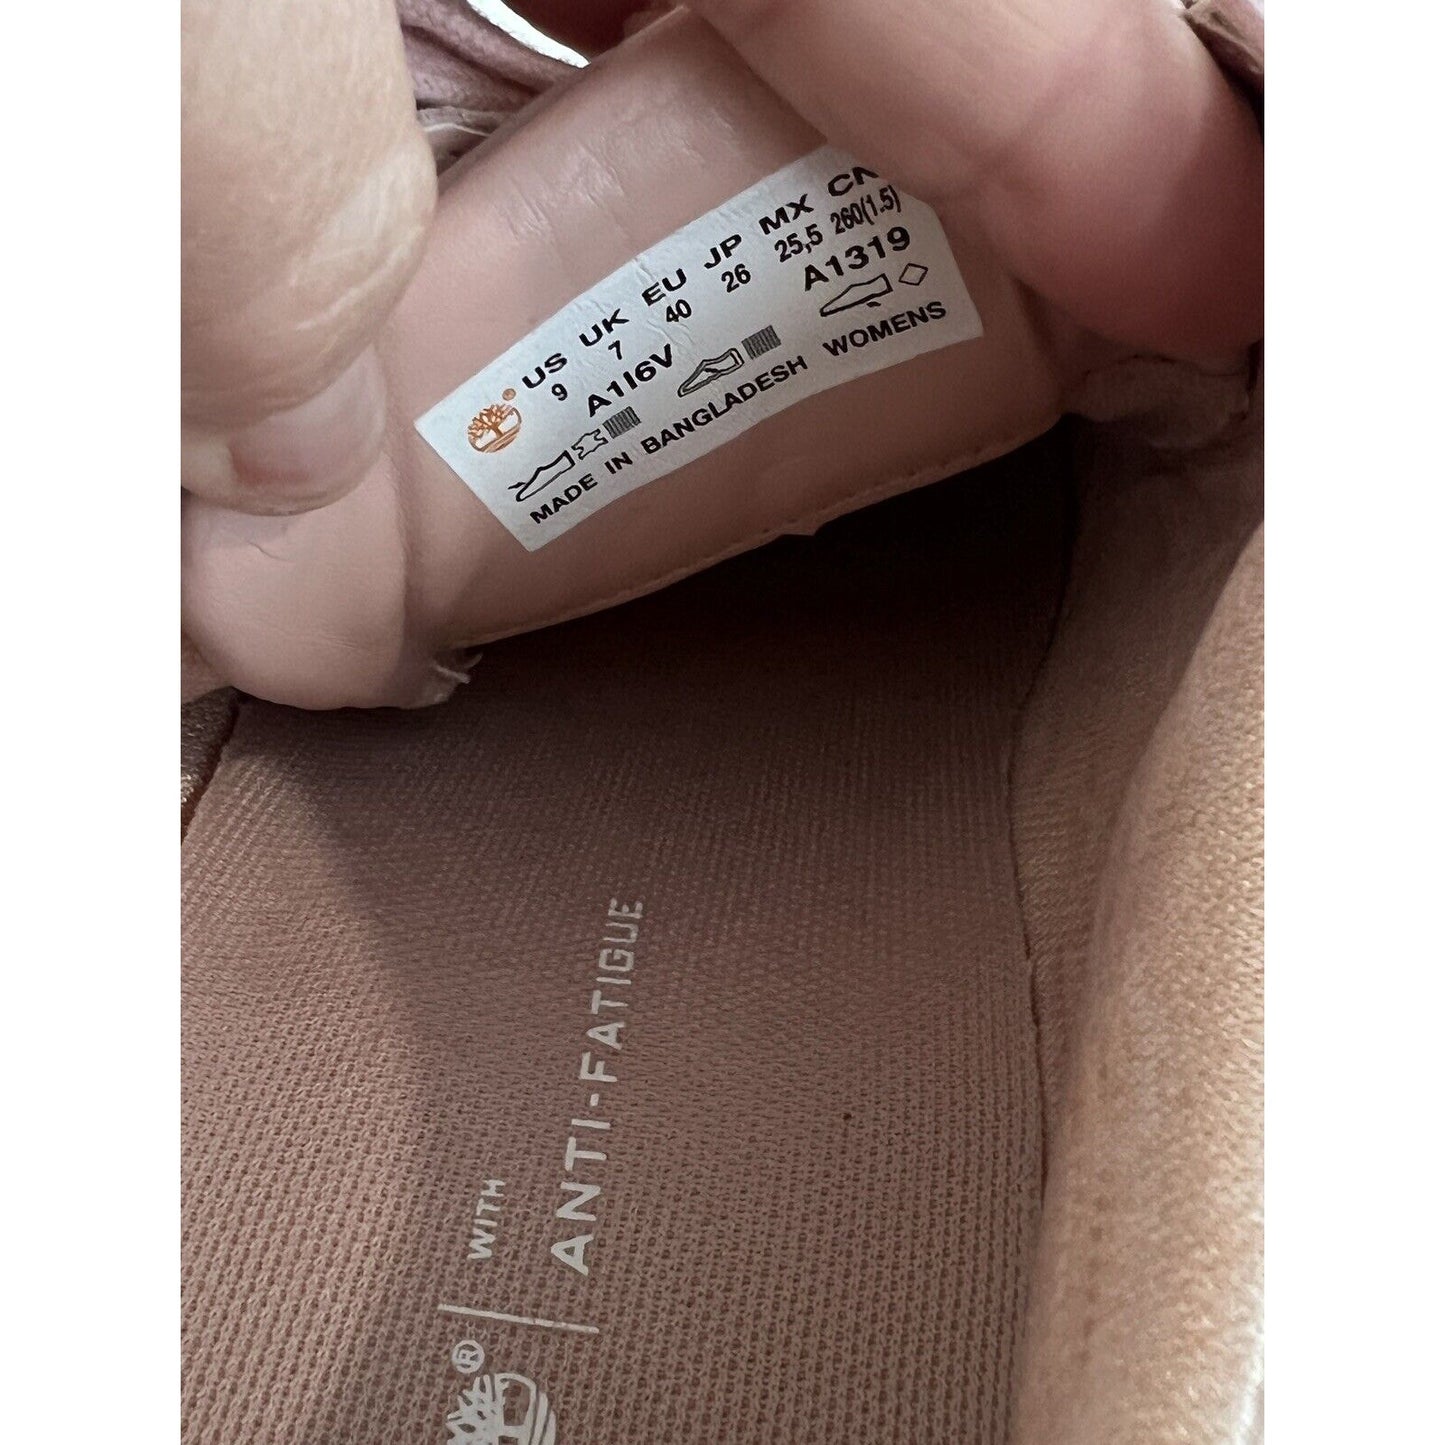 US UK EU JP MX CN
9 7 40 26 25,5 260(1.5)
A1I6V A1319
MADE IN BANGLADESH WOMENS
®
WITH
ANTI-FATIGUE
®